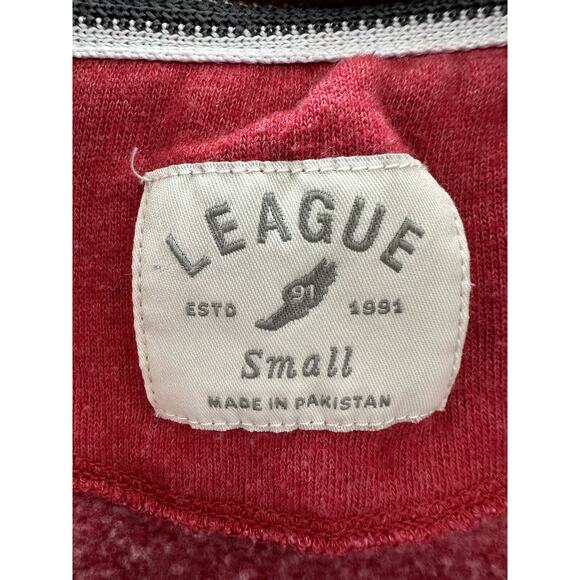 LEAGUE
91
ESTD 1991
Small
MADE IN PAKISTAN